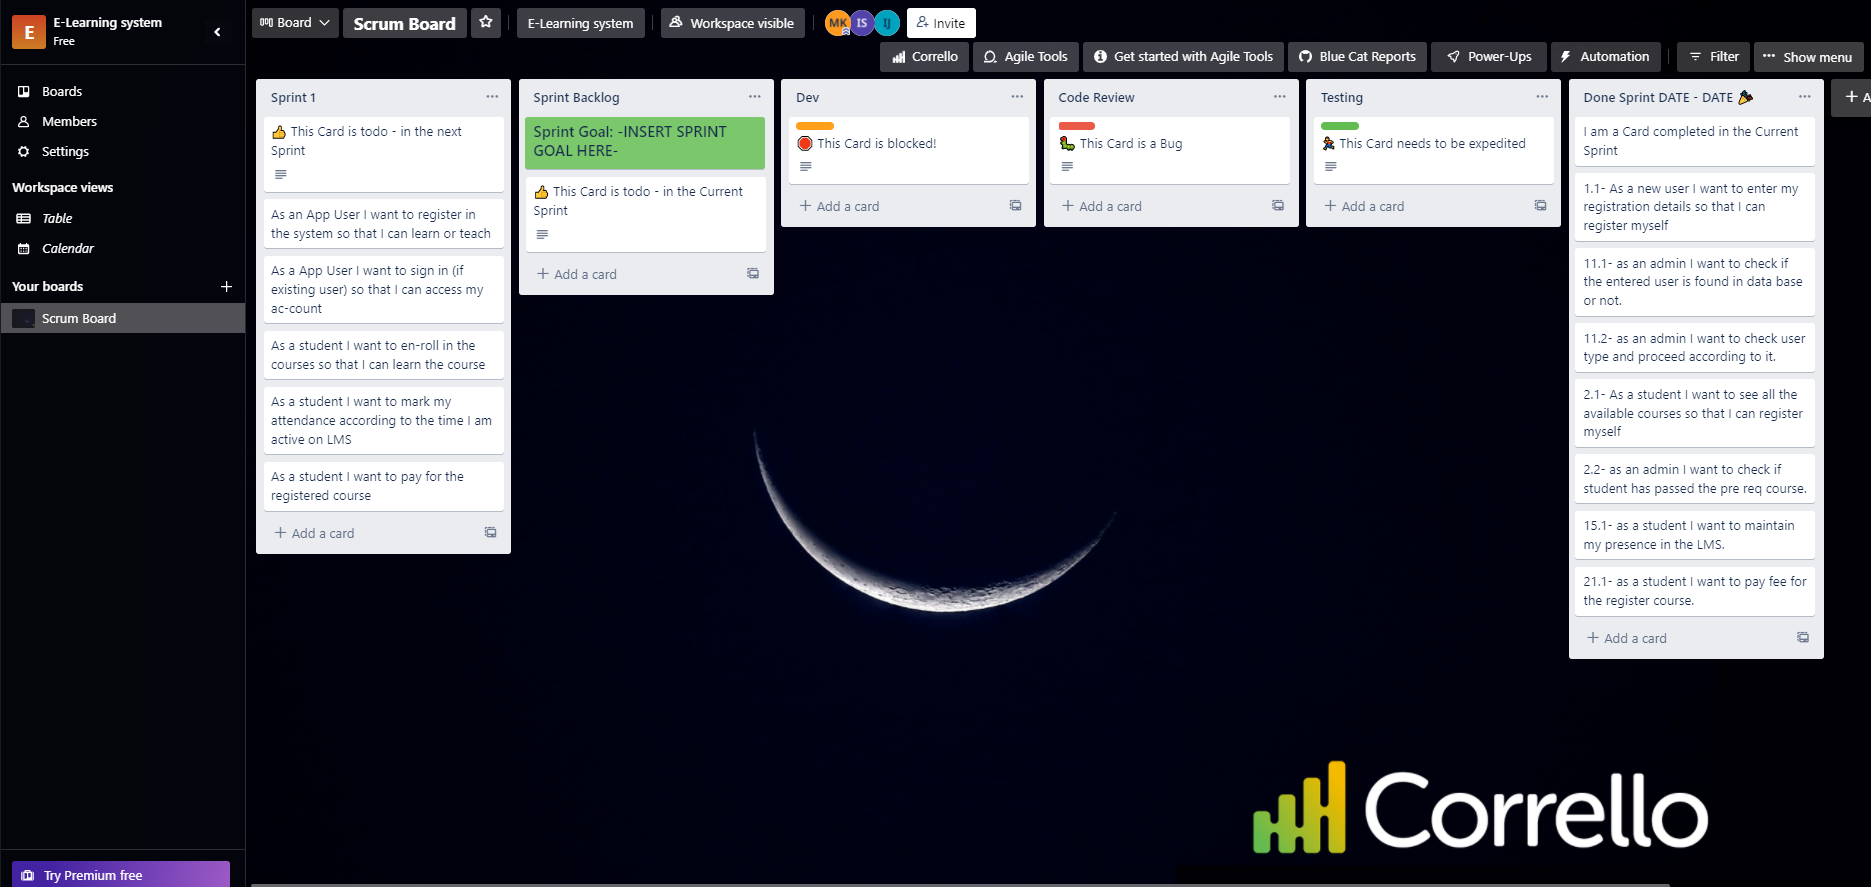 E
E-Learning system
Free
Boards
Members
Settings
Workspace views
Table
Calendar
Your boards
Scrum Board
Try Premium free
Board
Scrum Board
E-Learning system
Workspace visible
MK
IS
IJ
Invite
Corrello
Agile Tools
Get started with Agile Tools
Blue Cat Reports
Power-Ups
Automation
Filter
Show menu
Sprint 1
This Card is todo - in the next
Sprint
As an App User I want to register in
the system so that I can learn or teach
As a App User I want to sign in (if
existing user) so that I can access my
ac-count
As a student I want to en-roll in the
courses so that I can learn the course
As a student I want to mark my
attendance according to the time I am
active on LMS
As a student I want to pay for the
registered course
+ Add a card
Sprint Backlog
Sprint Goal: -INSERT SPRINT
GOAL HERE-
This Card is todo - in the Current
Sprint
+ Add a card
Dev
This Card is blocked!
+ Add a card
Code Review
This Card is a Bug
+ Add a card
Testing
This Card needs to be expedited
+ Add a card
Done Sprint DATE - DATE
I am a Card completed in the Current
Sprint
1.1- As a new user I want to enter my
registration details so that I can
register myself
11.1- as an admin I want to check if
the entered user is found in data base
or not.
11.2- as an admin I want to check user
type and proceed according to it.
2.1- As a student I want to see all the
available courses so that I can register
myself
2.2- as an admin I want to check if
student has passed the pre req course.
15.1- as a student I want to maintain
my presence in the LMS.
21.1- as a student I want to pay fee for
the register course.
+ Add a card
+ A
Corrello